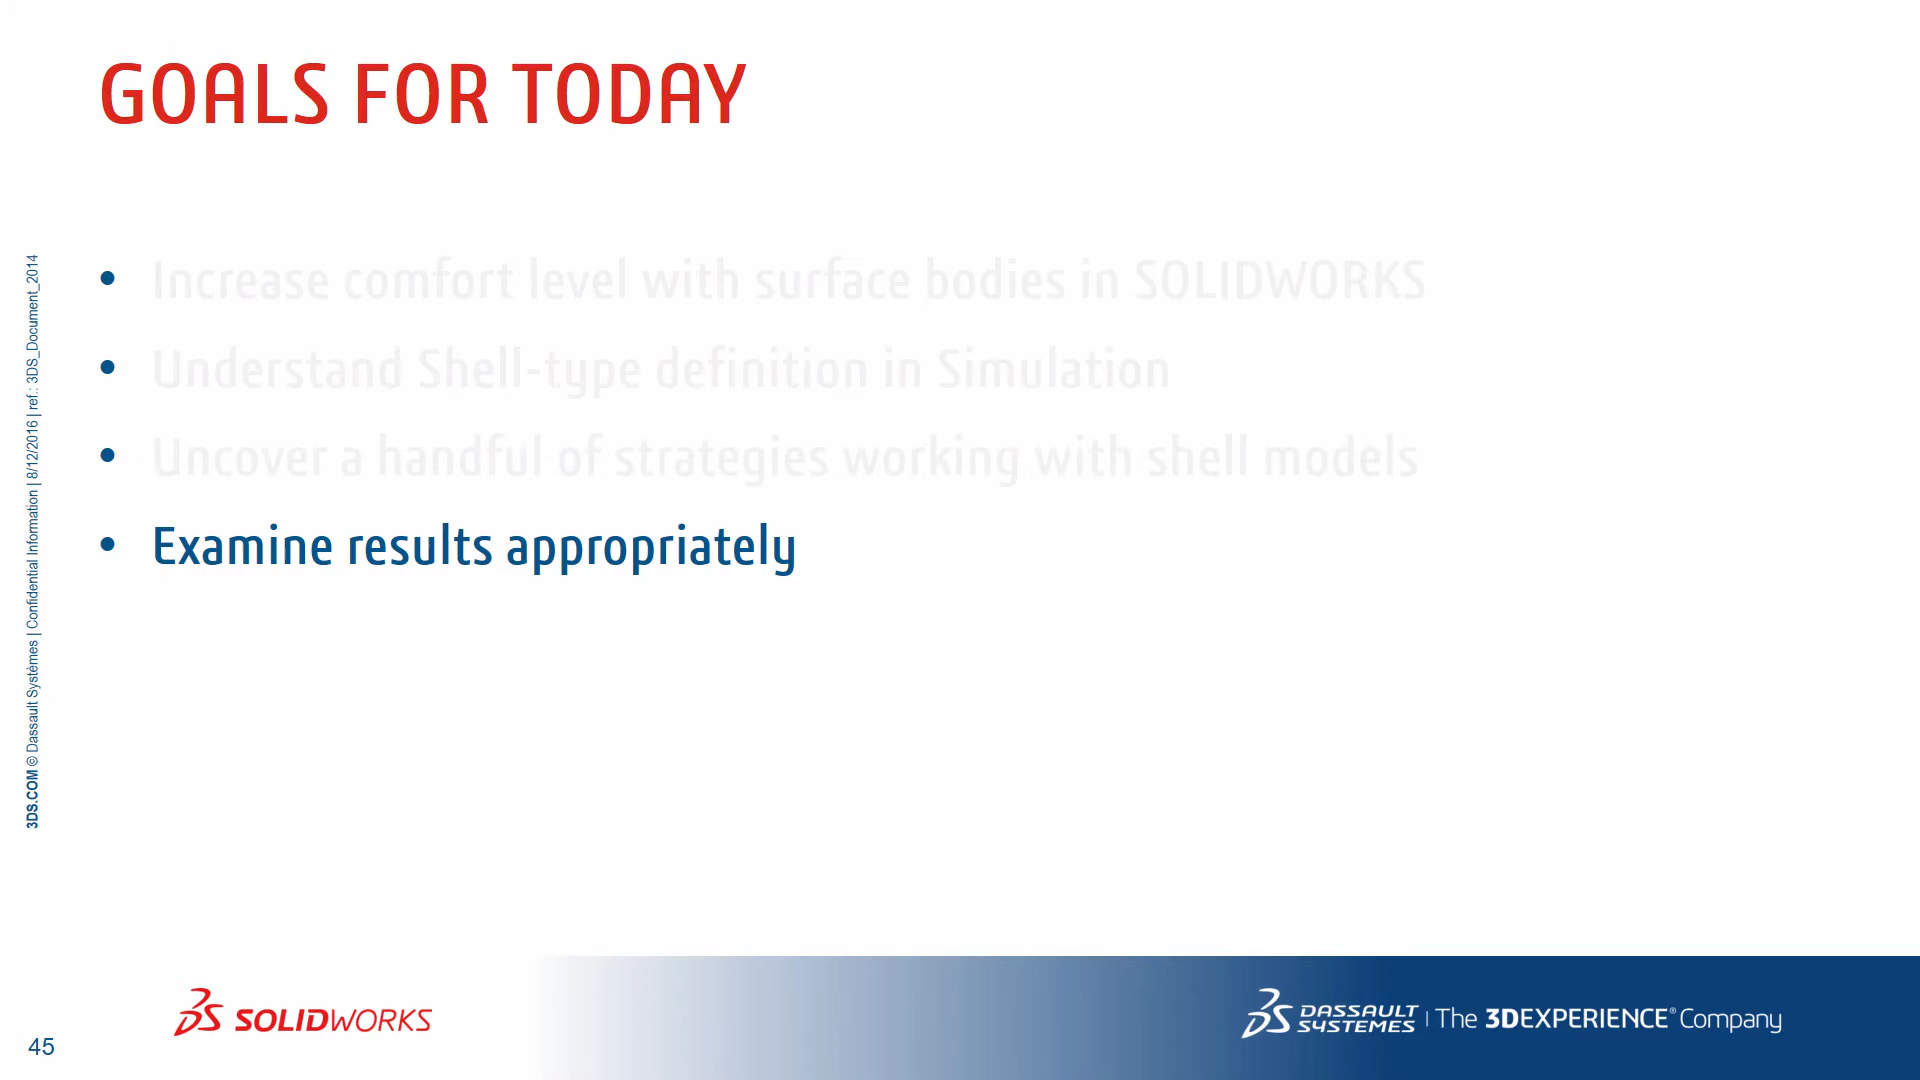 GOALS FOR TODAY
• Increase comfort level with surface bodies in SOLIDWORKS
• Understand Shell-type definition in Simulation
• Uncover a handful of strategies working with shell models
• Examine results appropriately
3DS.COM © Dassault Systèmes | Confidential Information | 8/12/2016 | ref.: 3DS_Document_2014
45
SOLIDWORKS
DASSAULT SYSTEMES | The 3DEXPERIENCE® Company